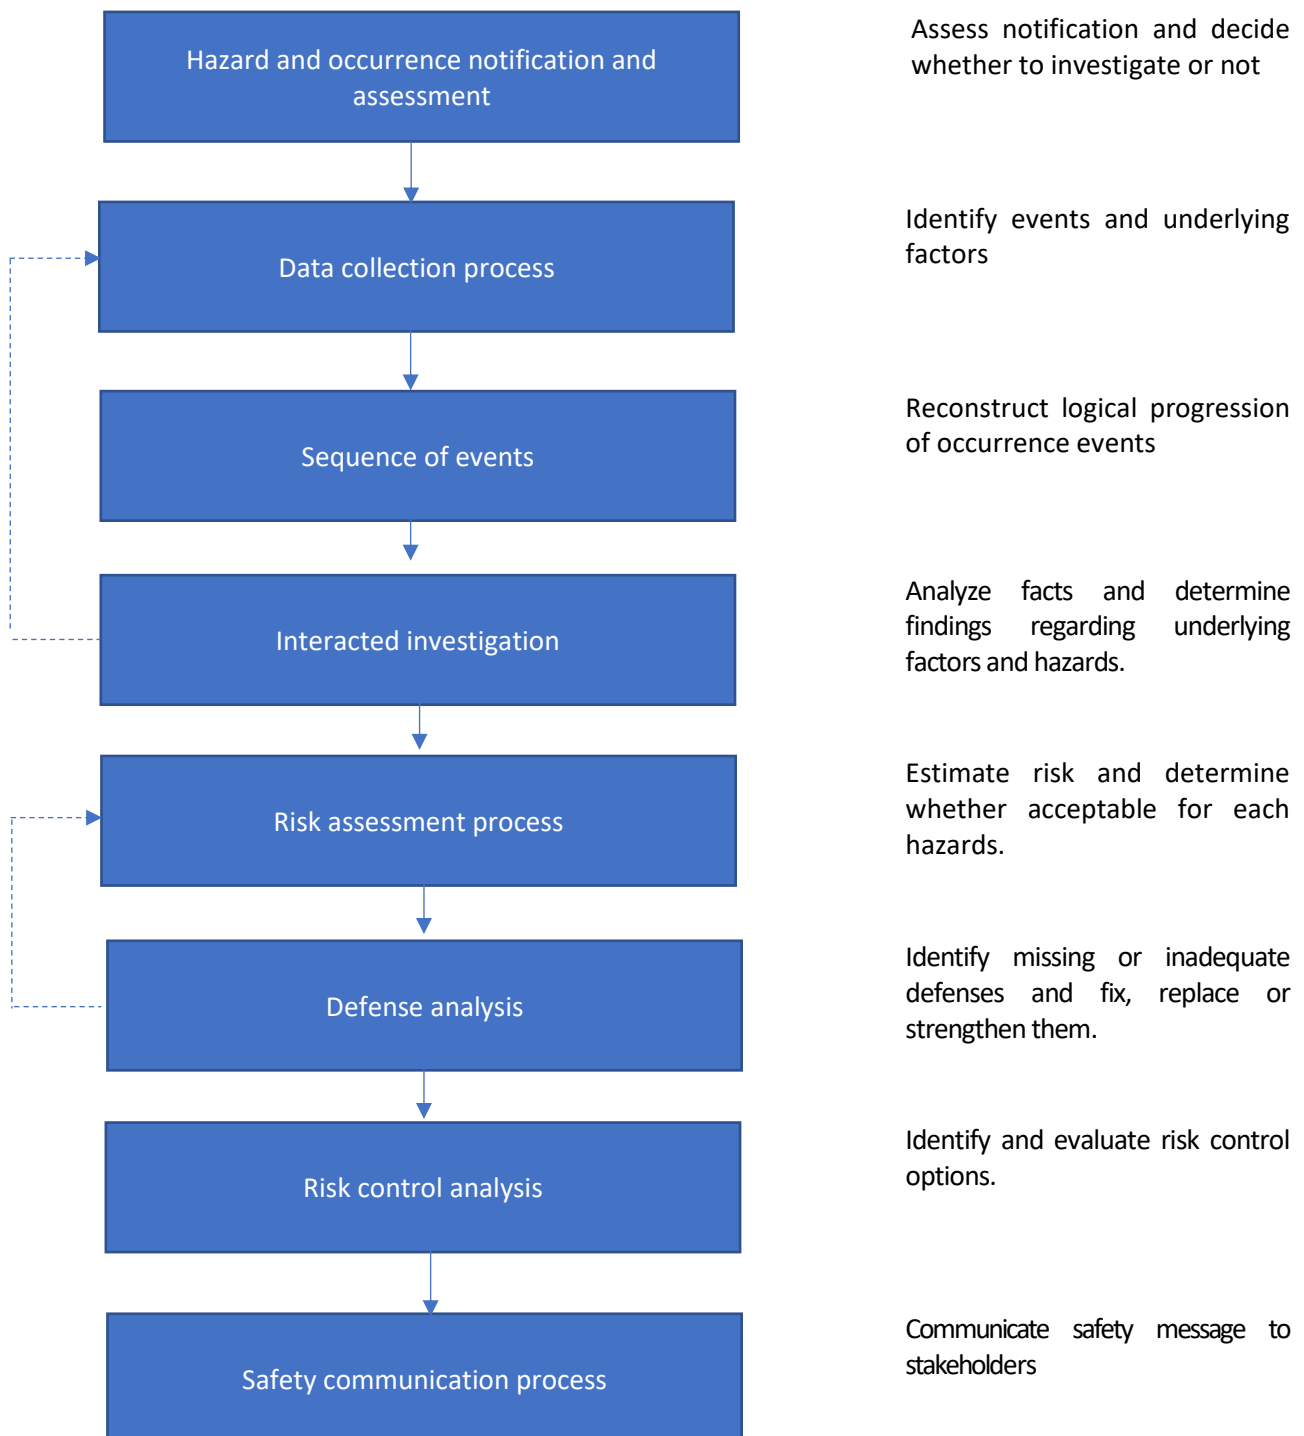 Hazard and occurrence notification and
assessment
Assess notification and decide
whether to investigate or not
Data collection process
Identify events and underlying
factors
Sequence of events
Reconstruct logical progression
of occurrence events
Interacted investigation
Analyze facts and determine
findings regarding underlying
factors and hazards.
Risk assessment process
Estimate risk and determine
whether acceptable for each
hazards.
Defense analysis
Identify missing or inadequate
defenses and fix, replace or
strengthen them.
Risk control analysis
Identify and evaluate risk control
options.
Safety communication process
Communicate safety message to
stakeholders